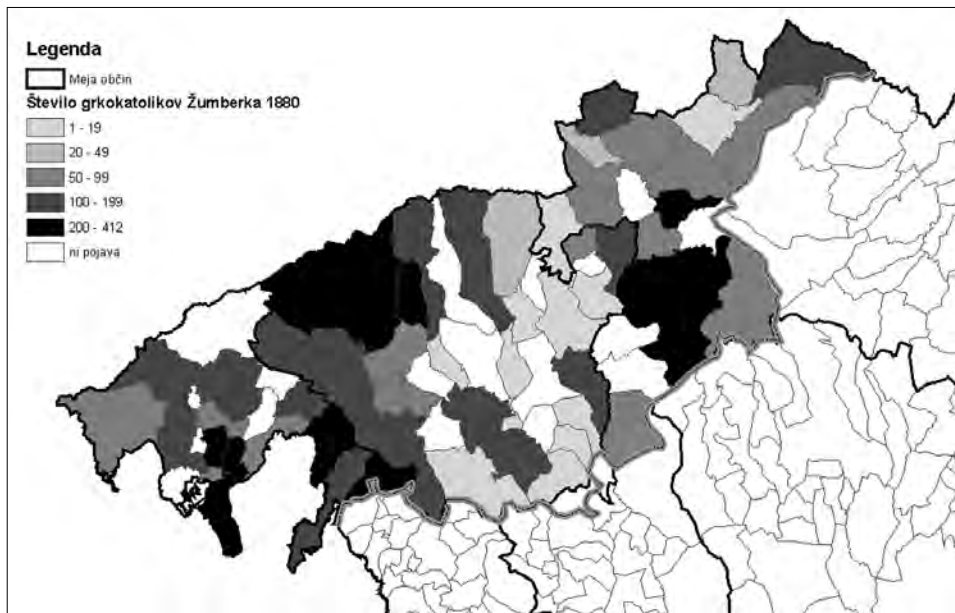 Legenda
Meja občin
Število grkokatolikov Žumberka 1880
1 - 19
20 - 49
50 - 99
100 - 199
200 - 412
ni pojava